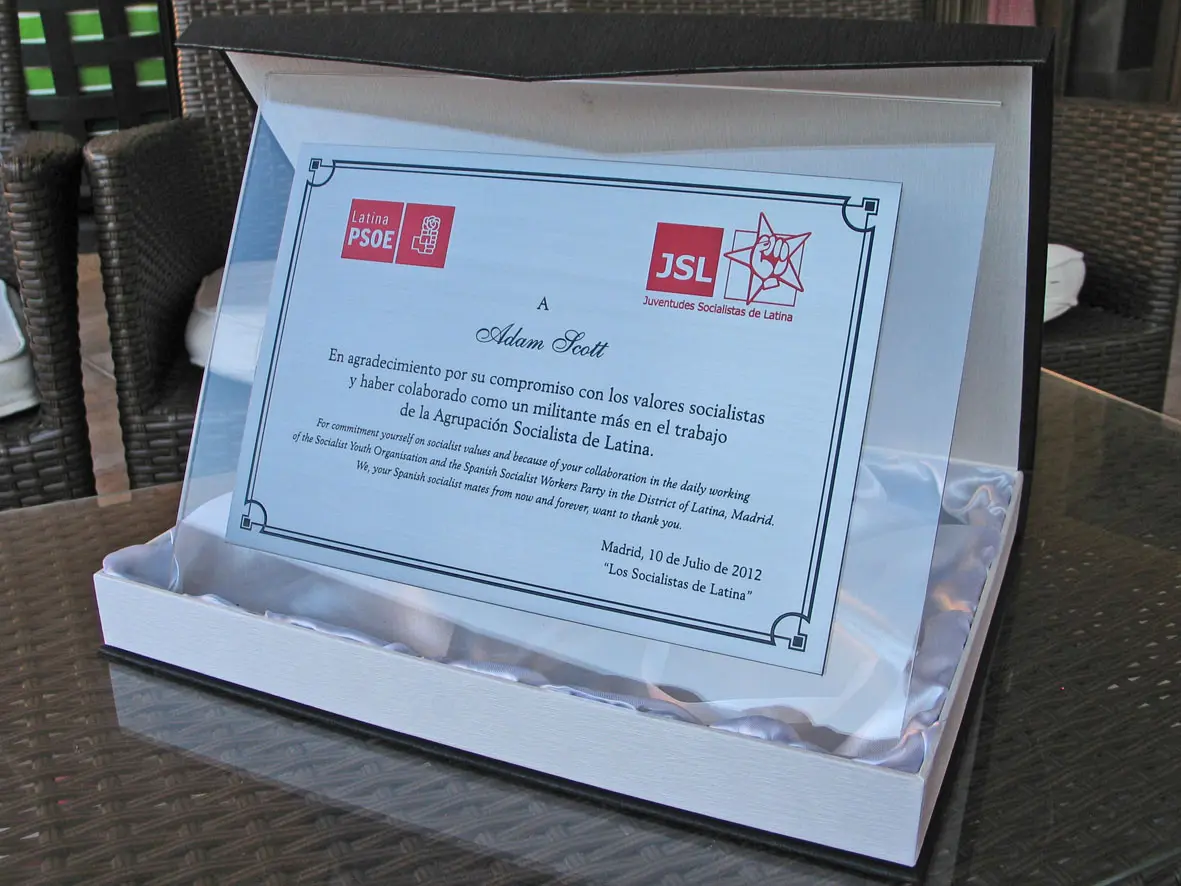 Latina
PSOE
JSL
Juventudes Socialistas de Latina
A
Adam Scott
En agradecimiento por su compromiso con los valores socialistas
y haber colaborado como un militante más en el trabajo
de la Agrupación Socialista de Latina.
For commitment yourself on socialist values and because of your collaboration in the daily working
of the Socialist Youth Organisation and the Spanish Socialist Workers Party in the District of Latina, Madrid.
We, your Spanish socialist mates from now and forever, want to thank you.
Madrid, 10 de Julio de 2012
"Los Socialistas de Latina"